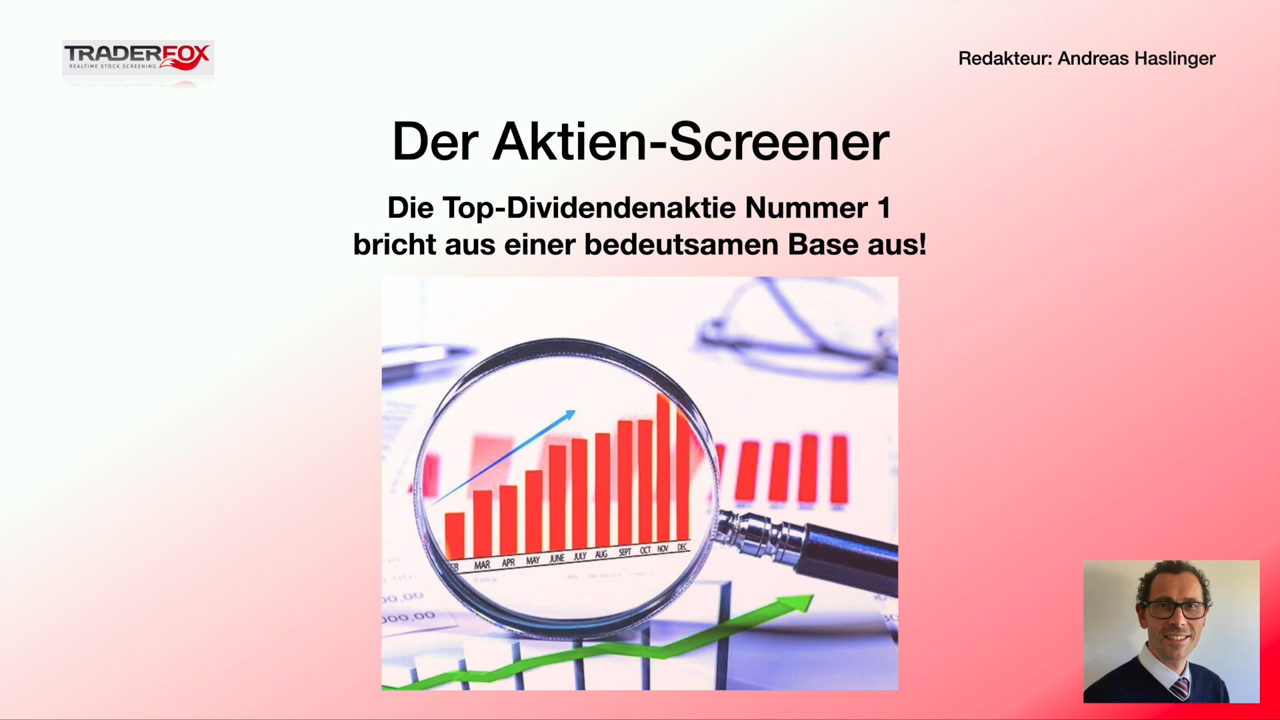 TRADERFOX
REALTIME STOCK SCREENING
Redakteur: Andreas Haslinger
Der Aktien-Screener
Die Top-Dividendenaktie Nummer 1
bricht aus einer bedeutsamen Base aus!
MAR APR MAY JUNE JULY AUG SEPT OCT NOV DEC